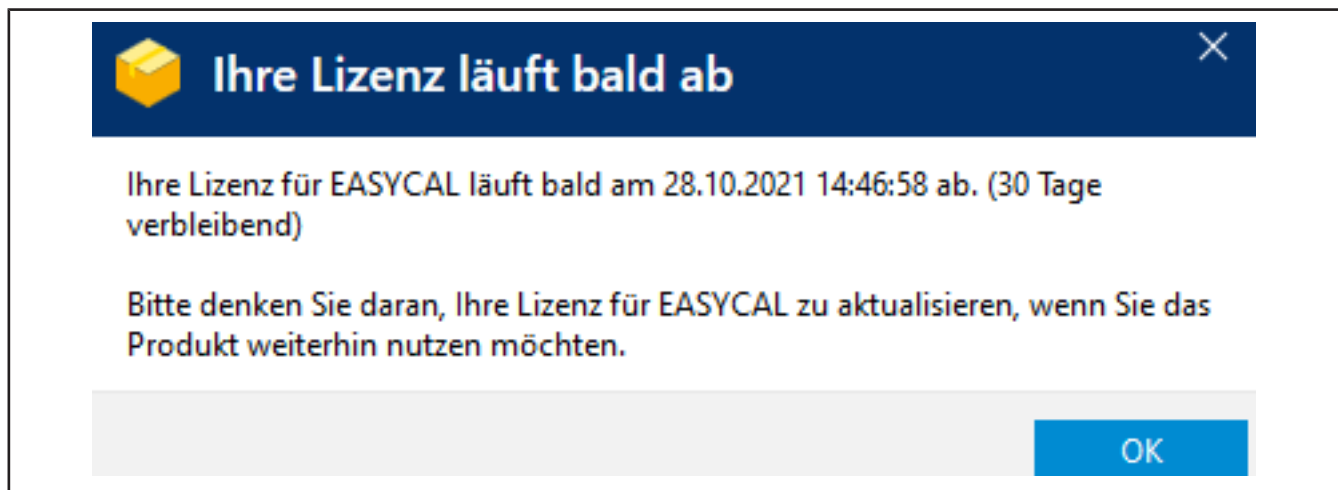 Ihre Lizenz läuft bald ab
Ihre Lizenz für EASYCAL läuft bald am 28.10.2021 14:46:58 ab. (30 Tage
verbleibend)
Bitte denken Sie daran, Ihre Lizenz für EASYCAL zu aktualisieren, wenn Sie das
Produkt weiterhin nutzen möchten.
OK